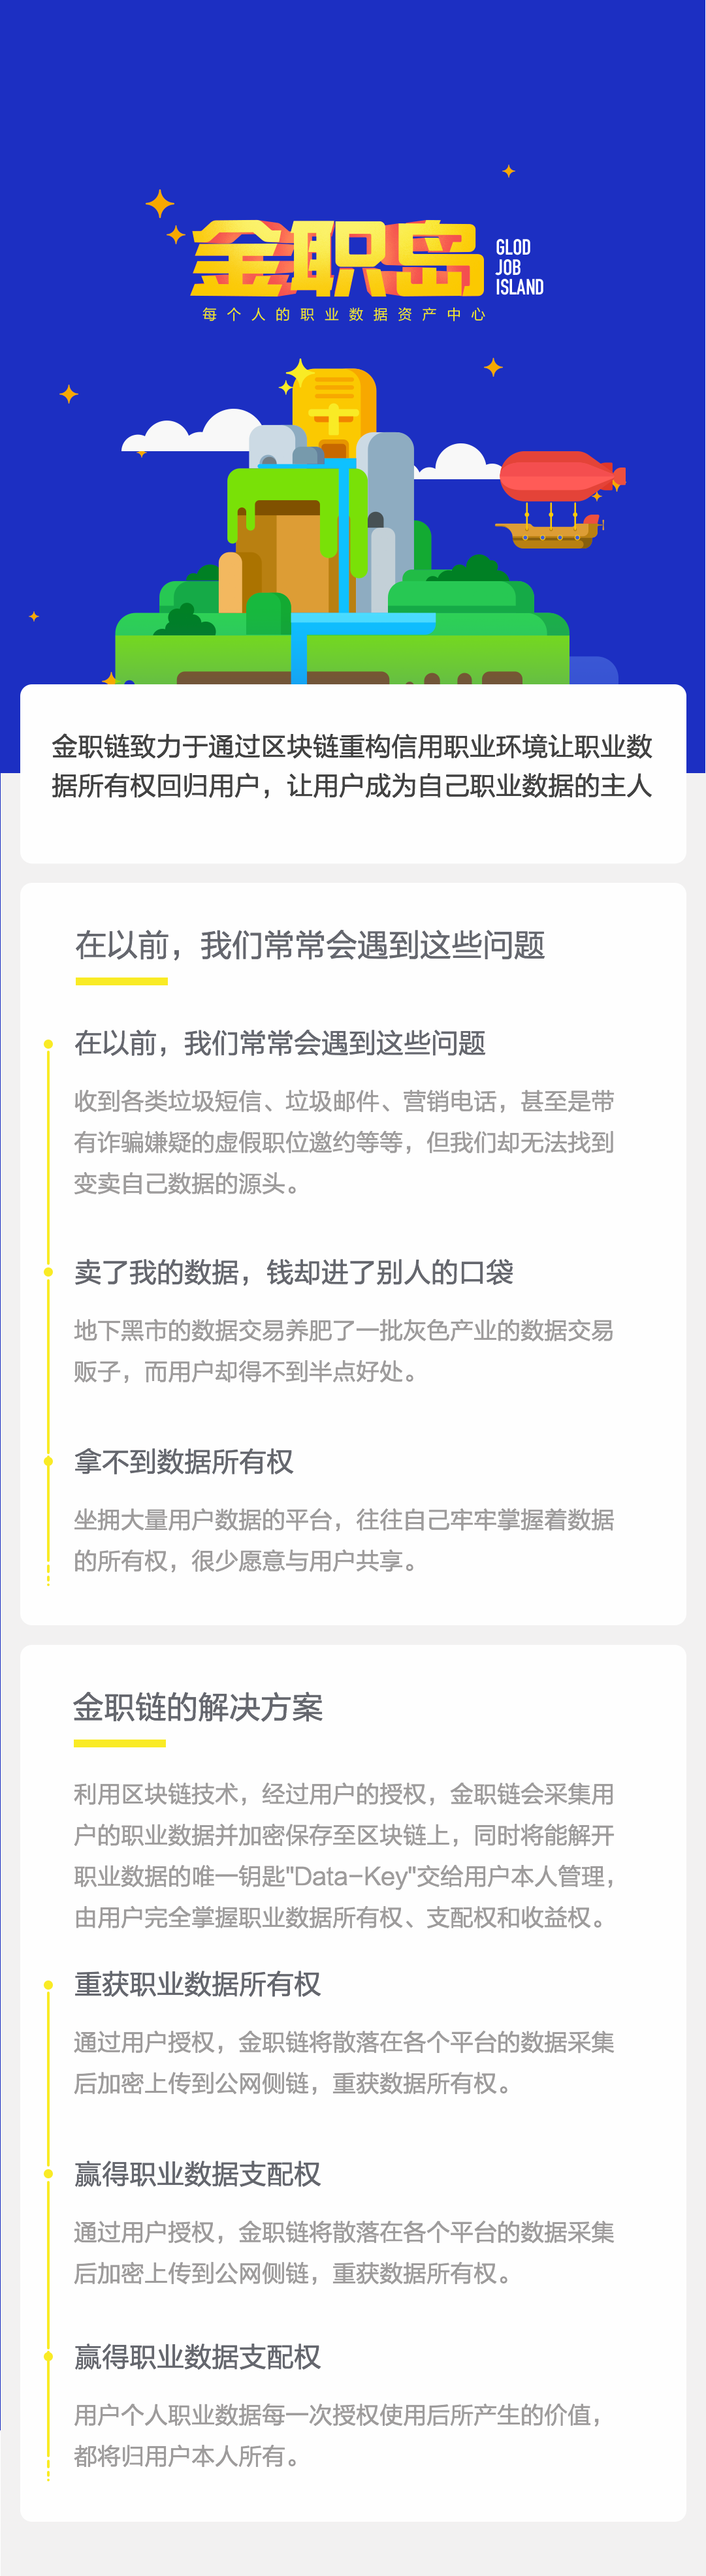 金职岛
GLOD
JOB
ISLAND
每个人的职业数据资产中心
金职链致力于通过区块链重构信用职业环境让职业数
据所有权回归用户，让用户成为自己职业数据的主人
在以前，我们常常会遇到这些问题
在以前，我们常常会遇到这些问题
收到各类垃圾短信、垃圾邮件、营销电话，甚至是带
有诈骗嫌疑的虚假职位邀约等等，但我们却无法找到
变卖自己数据的源头。
卖了我的数据，钱却进了别人的口袋
地下黑市的数据交易养肥了一批灰色产业的数据交易
贩子，而用户却得不到半点好处。
拿不到数据所有权
坐拥大量用户数据的平台，往往自己牢牢掌握着数据
的所有权，很少愿意与用户共享。
金职链的解决方案
利用区块链技术，经过用户的授权，金职链会采集用
户的职业数据并加密保存至区块链上，同时将能解开
职业数据的唯一钥匙"Data-Key"交给用户本人管理，
由用户完全掌握职业数据所有权、支配权和收益权。
重获职业数据所有权
通过用户授权，金职链将散落在各个平台的数据采集
后加密上传到公网侧链，重获数据所有权。
赢得职业数据支配权
通过用户授权，金职链将散落在各个平台的数据采集
后加密上传到公网侧链，重获数据所有权。
赢得职业数据支配权
用户个人职业数据每一次授权使用后所产生的价值，
都将归用户本人所有。